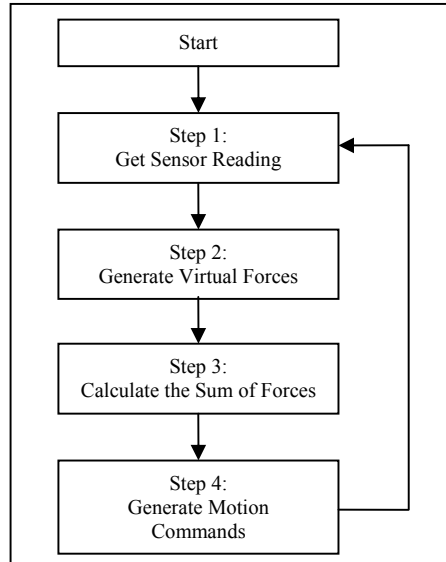 Start
Step 1:
Get Sensor Reading
Step 2:
Generate Virtual Forces
Step 3:
Calculate the Sum of Forces
Step 4:
Generate Motion
Commands